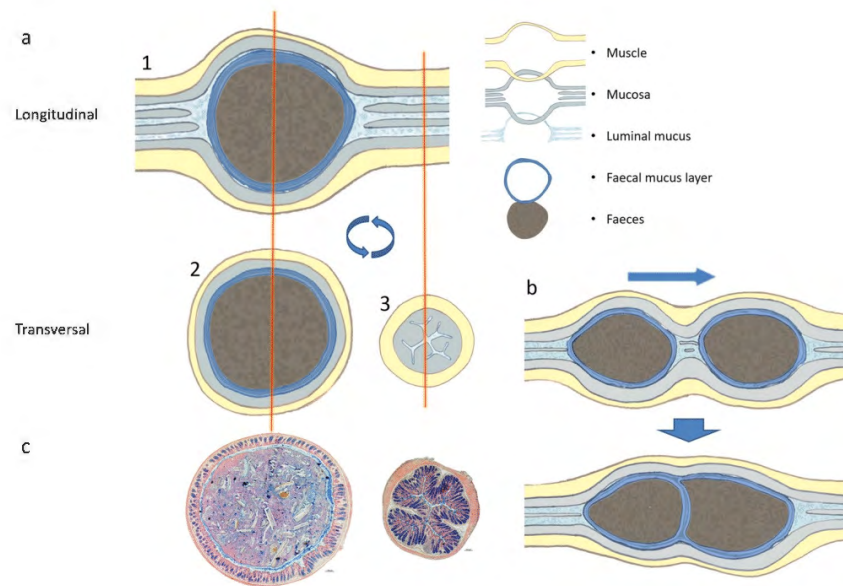 a
1
Longitudinal
• Muscle
• Mucosa
• Luminal mucus
• Faecal mucus layer
• Faeces
2
3
Transversal
b
c